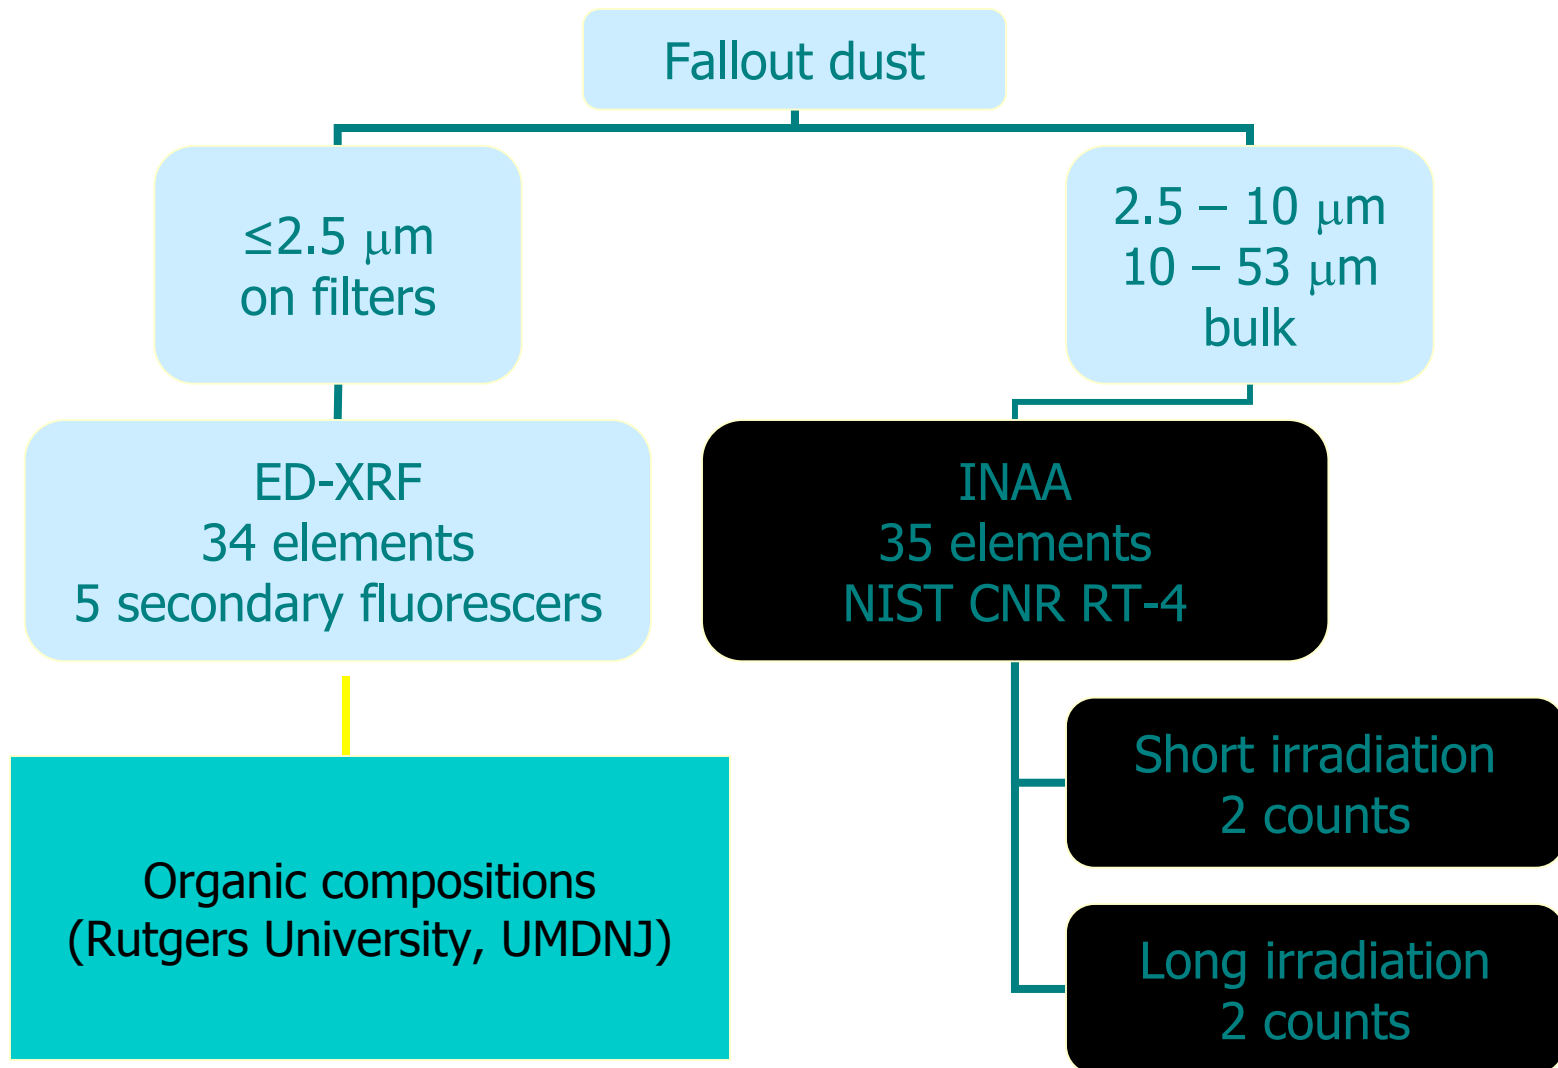 Fallout dust
≤2.5 μm
on filters
2.5 – 10 μm
10 – 53 μm
bulk
ED-XRF
34 elements
5 secondary fluorescers
INAA
35 elements
NIST CNR RT-4
Organic compositions
(Rutgers University, UMDNJ)
Short irradiation
2 counts
Long irradiation
2 counts